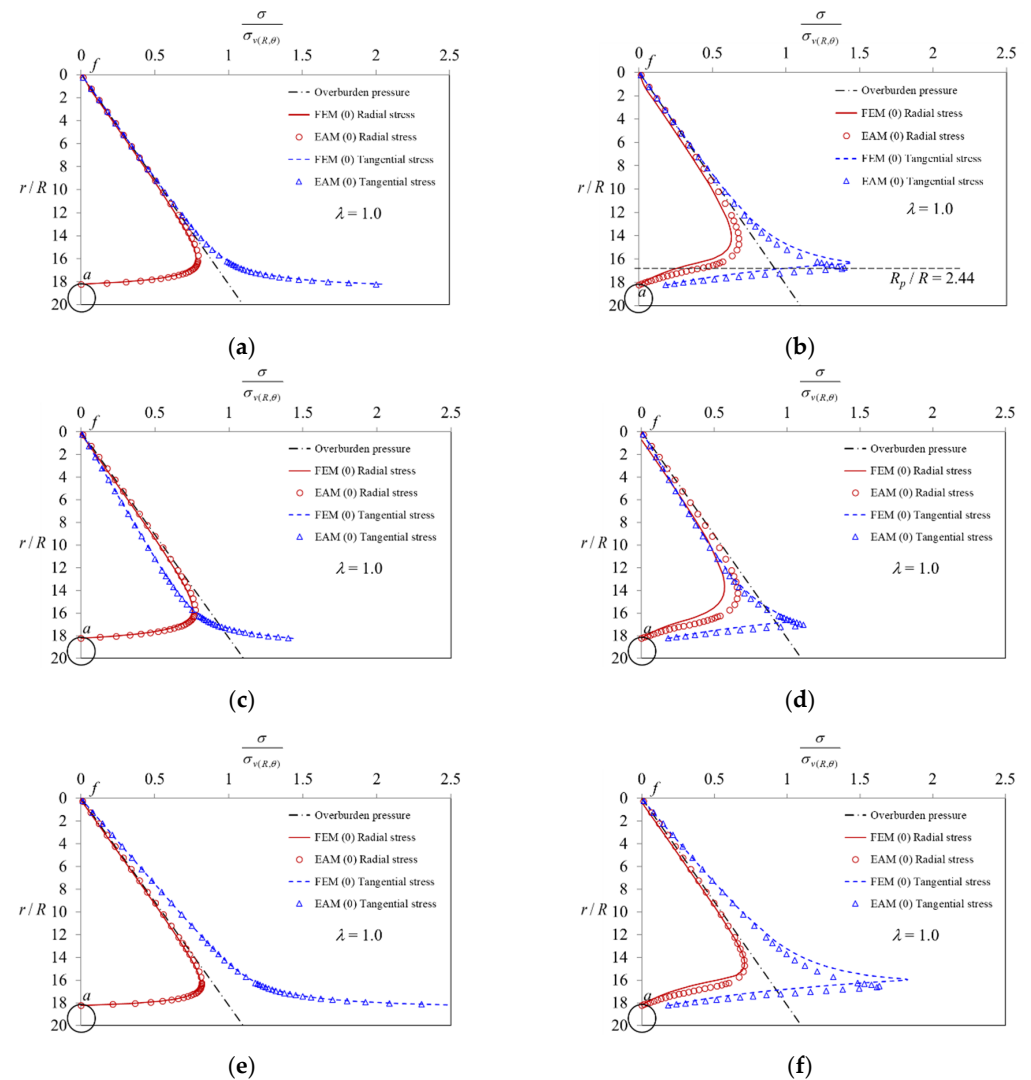 σ
σv(R,θ)
0 0.5 1 1.5 2 2.5
f
0
2
4
6
8
10
12
14
16
18
20
r / R
Overburden pressure
FEM (0) Radial stress
EAM (0) Radial stress
FEM (0) Tangential stress
EAM (0) Tangential stress
λ = 1.0
a
(a)
σ
σv(R,θ)
0 0.5 1 1.5 2 2.5
f
0
2
4
6
8
10
12
14
16
18
20
r / R
Overburden pressure
FEM (0) Radial stress
EAM (0) Radial stress
FEM (0) Tangential stress
EAM (0) Tangential stress
λ = 1.0
Rp / R = 2.44
a
(b)
σ
σv(R,θ)
0 0.5 1 1.5 2 2.5
f
0
2
4
6
8
10
12
14
16
18
20
r / R
Overburden pressure
FEM (0) Radial stress
EAM (0) Radial stress
FEM (0) Tangential stress
EAM (0) Tangential stress
λ = 1.0
a
(c)
σ
σv(R,θ)
0 0.5 1 1.5 2 2.5
f
0
2
4
6
8
10
12
14
16
18
20
r / R
Overburden pressure
FEM (0) Radial stress
EAM (0) Radial stress
FEM (0) Tangential stress
EAM (0) Tangential stress
λ = 1.0
a
(d)
σ
σv(R,θ)
0 0.5 1 1.5 2 2.5
f
0
2
4
6
8
10
12
14
16
18
20
r / R
Overburden pressure
FEM (0) Radial stress
EAM (0) Radial stress
FEM (0) Tangential stress
EAM (0) Tangential stress
λ = 1.0
a
(e)
σ
σv(R,θ)
0 0.5 1 1.5 2 2.5
f
0
2
4
6
8
10
12
14
16
18
20
r / R
Overburden pressure
FEM (0) Radial stress
EAM (0) Radial stress
FEM (0) Tangential stress
EAM (0) Tangential stress
λ = 1.0
a
(f)